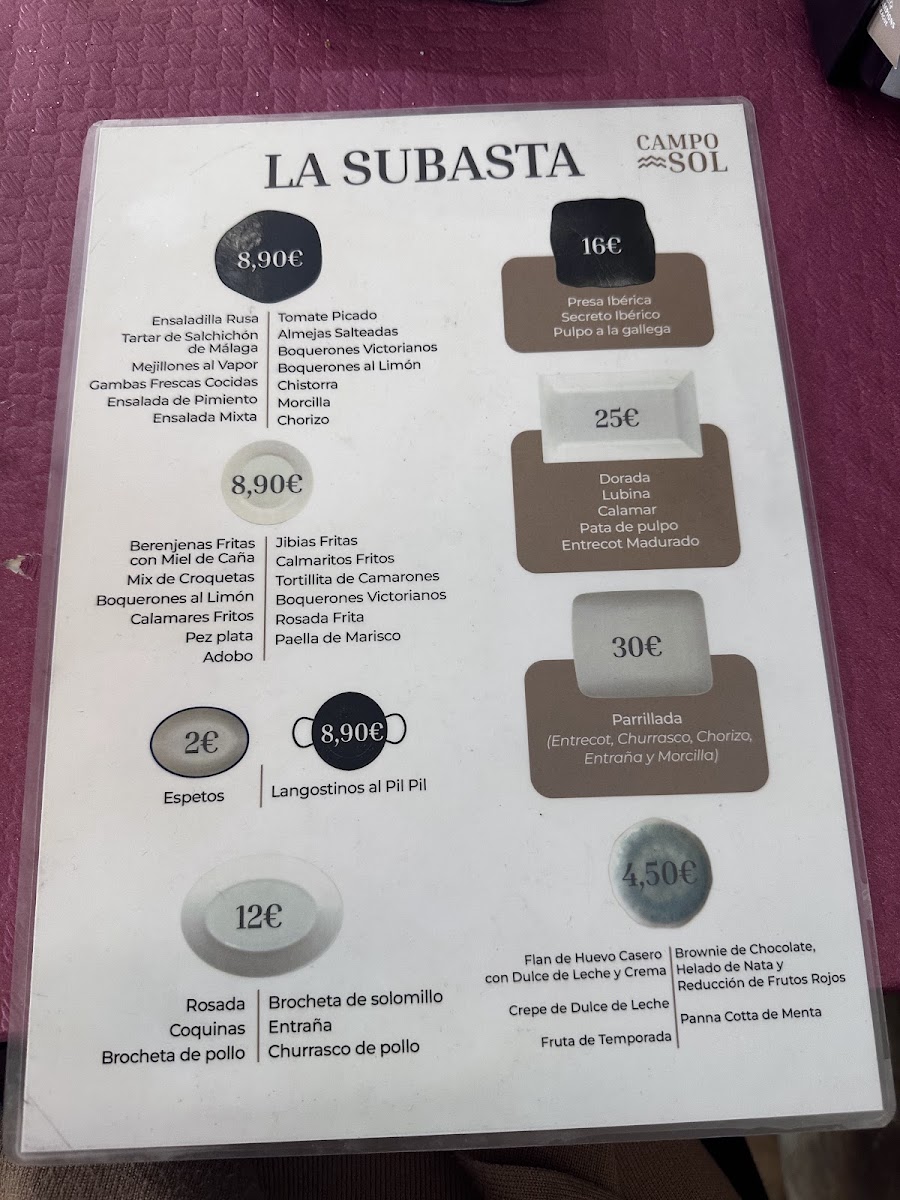 LA SUBASTA
CAMPO
SOL
8,90€
Ensaladilla Rusa
Tartar de Salchichón
de Málaga
Mejillones al Vapor
Gambas Frescas Cocidas
Ensalada de Pimiento
Ensalada Mixta
Tomate Picado
Almejas Salteadas
Boquerones Victorianos
Boquerones al Limón
Chistorra
Morcilla
Chorizo
8,90€
Berenjenas Fritas
con Miel de Caña
Mix de Croquetas
Boquerones al Limón
Calamares Fritos
Pez plata
Adobo
Jibias Fritas
Calmaritos Fritos
Tortillita de Camarones
Boquerones Victorianos
Rosada Frita
Paella de Marisco
2€
Espetos
8,90€
Langostinos al Pil Pil
12€
Rosada
Coquinas
Brocheta de pollo
Brocheta de solomillo
Entraña
Churrasco de pollo
16€
Presa Ibérica
Secreto Ibérico
Pulpo a la gallega
25€
Dorada
Lubina
Calamar
Pata de pulpo
Entrecot Madurado
30€
Parrillada
(Entrecot, Churrasco, Chorizo,
Entraña y Morcilla)
4,50€
Flan de Huevo Casero
con Dulce de Leche y Crema
Crepe de Dulce de Leche
Fruta de Temporada
Brownie de Chocolate,
Helado de Nata y
Reducción de Frutos Rojos
Panna Cotta de Menta